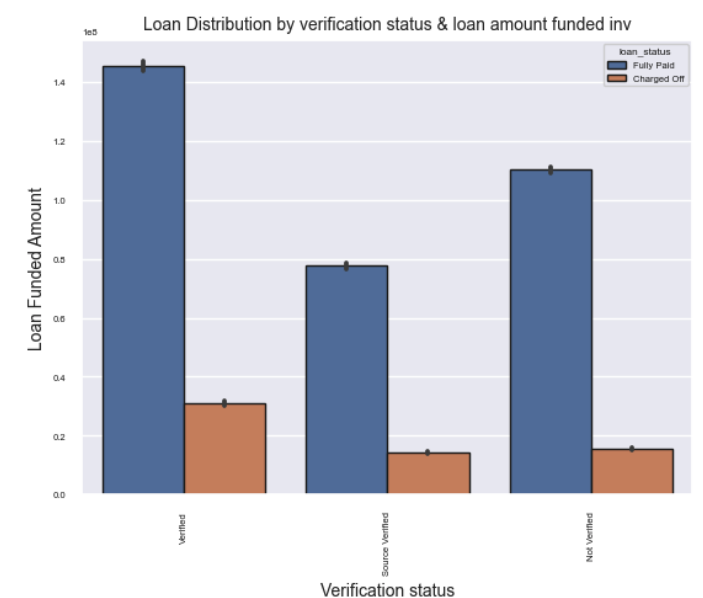 Loan Distribution by verification status & loan amount funded inv
1e8
loan_status
Fully Paid
Charged Off
1.4
1.2
1.0
0.8
0.6
0.4
0.2
0.0
Loan Funded Amount
Verified
Source Verified
Not Verified
Verification status